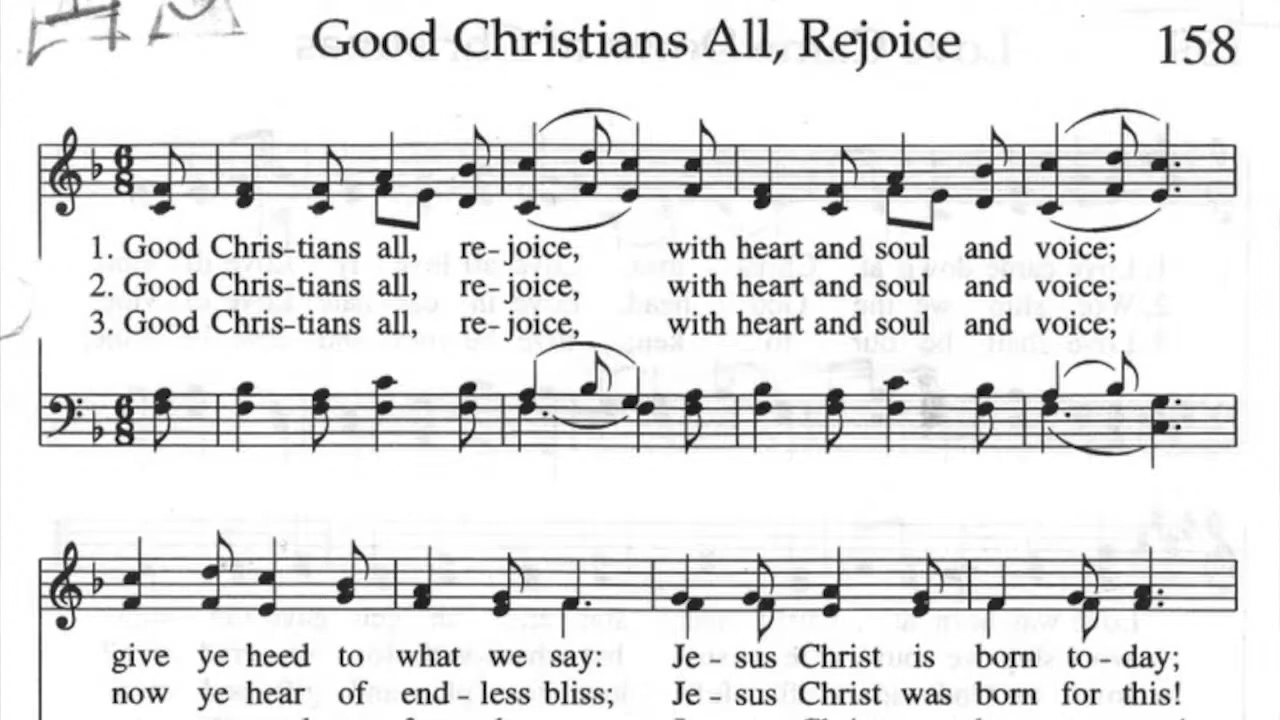 Good Christians All, Rejoice 158
1. Good Chris-tians all, re-joice, with heart and soul and voice;
2. Good Chris-tians all, re-joice, with heart and soul and voice;
3. Good Chris-tians all, re-joice, with heart and soul and voice;
give ye heed to what we say: Je-sus Christ is born to-day;
now ye hear of end-less bliss; Je-sus Christ was born for this!